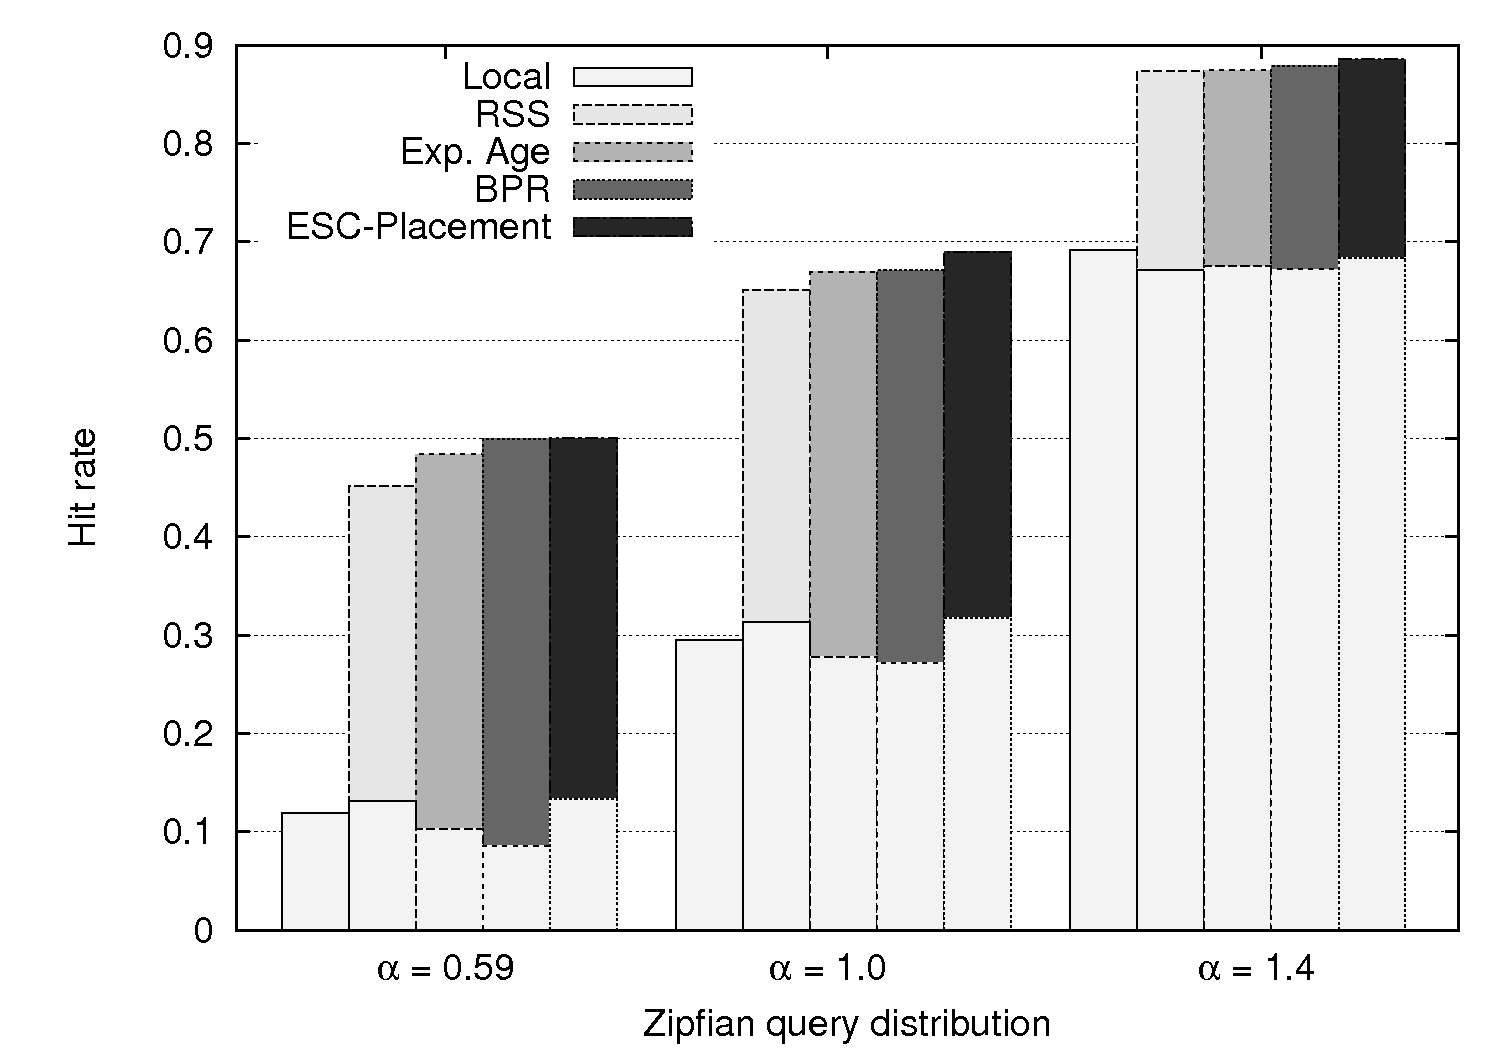 0.9
0.8
0.7
0.6
0.5
0.4
0.3
0.2
0.1
0
Hit rate
Local
RSS
Exp. Age
BPR
ESC-Placement
α = 0.59
α = 1.0
α = 1.4
Zipfian query distribution